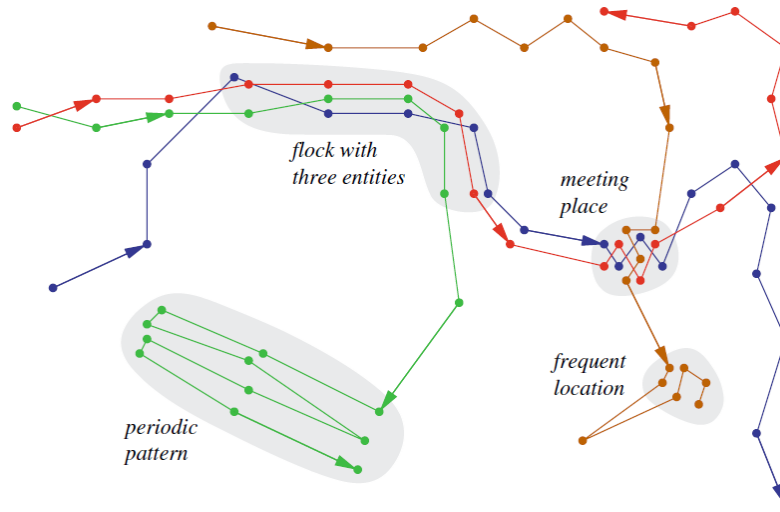 flock with
three entities
meeting
place
frequent
location
periodic
pattern